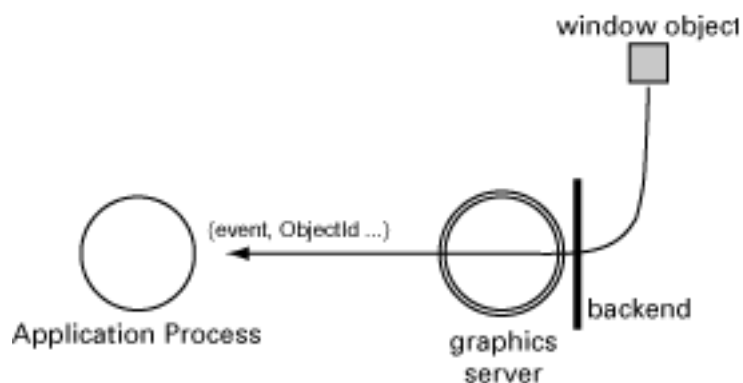 window object
{event, ObjectId ...}
backend
Application Process
graphics
server